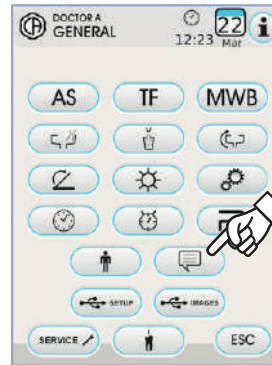 DOCTOR A
GENERAL
12:23
22
Mar
i
AS TF MWB
SETUP IMAGES
SERVICE ESC